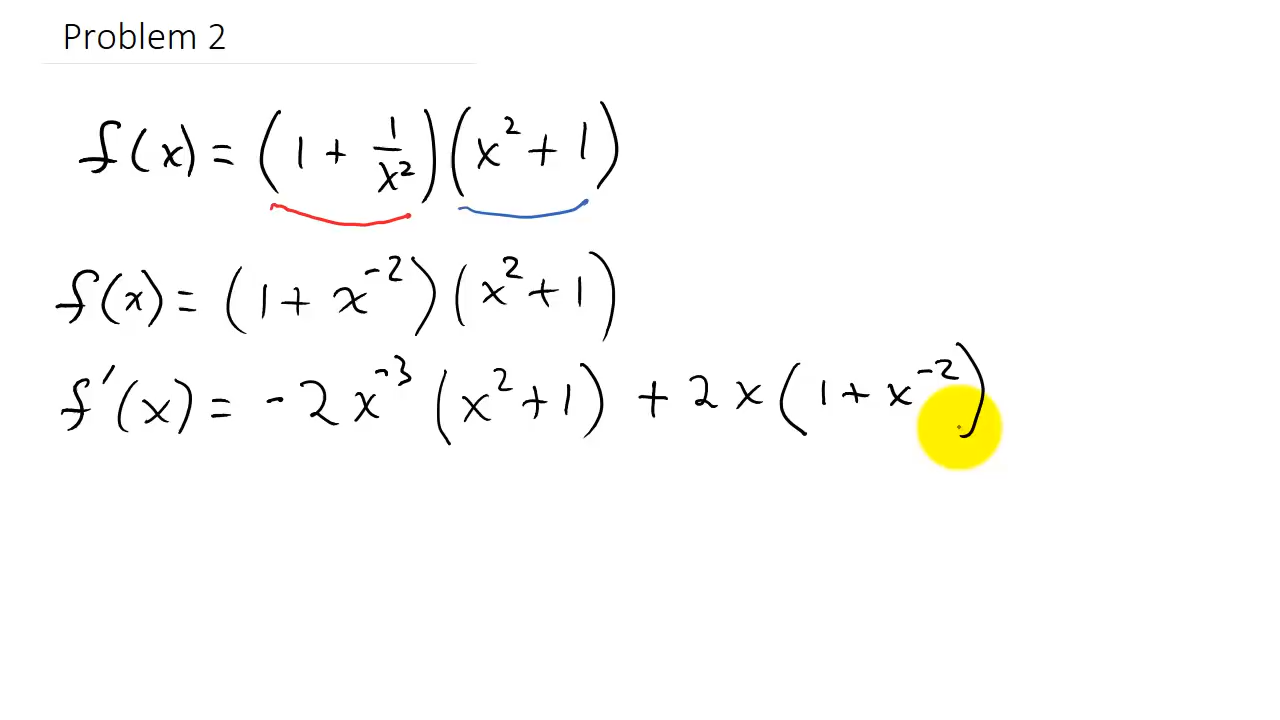 Problem 2
f(x) = (1 + 1/x²)(x² + 1)
f(x) = (1 + x⁻²)(x² + 1)
f'(x) = -2x⁻³(x² + 1) + 2x(1 + x⁻²)